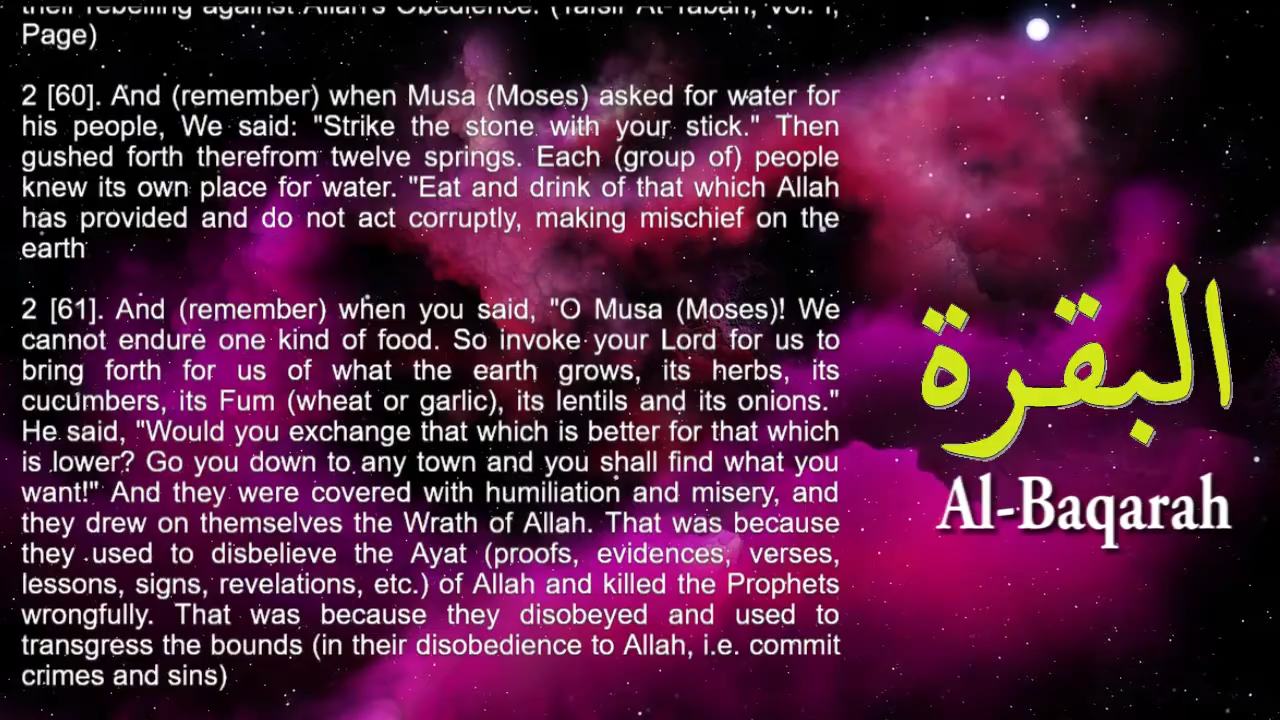 their rebelling against Allah's Obedience. (Tafsir At-Tabari, Vol. 1,
Page)
2 [60]. And (remember) when Musa (Moses) asked for water for
his people, We said: "Strike the stone with your stick." Then
gushed forth therefrom twelve springs. Each (group of) people
knew its own place for water. "Eat and drink of that which Allah
has provided and do not act corruptly, making mischief on the
earth
2 [61]. And (remember) when you said, "O Musa (Moses)! We
cannot endure one kind of food. So invoke your Lord for us to
bring forth for us of what the earth grows, its herbs, its
cucumbers, its Fum (wheat or garlic), its lentils and its onions."
He said, "Would you exchange that which is better for that which
is lower? Go you down to any town and you shall find what you
want!" And they were covered with humiliation and misery, and
they drew on themselves the Wrath of Allah. That was because
they used to disbelieve the Ayat (proofs, evidences, verses,
lessons, signs, revelations, etc.) of Allah and killed the Prophets
wrongfully. That was because they disobeyed and used to
transgress the bounds (in their disobedience to Allah, i.e. commit
crimes and sins)
البقرة
Al-Baqarah